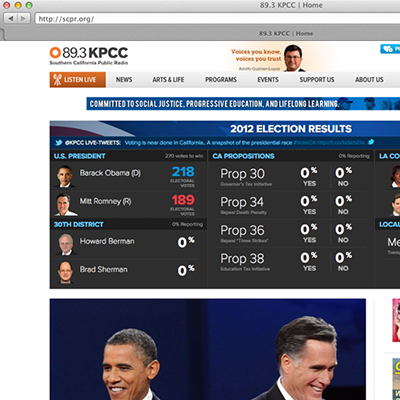 89.3 KPCC | Home
http://scpr.org/
89.3 KPCC | Home
89.3 KPCC
Southern California Public Radio
Voices you know,
voices you trust
Adolfo Guzman-Lopez
LISTEN LIVE
NEWS
ARTS & LIFE
PROGRAMS
EVENTS
SUPPORT US
ABOUT US
COMMITTED TO SOCIAL JUSTICE, PROGRESSIVE EDUCATION, AND LIFELONG LEARNING.
2012 ELECTION RESULTS
@KPCC LIVE-TWEETS: Voting is near done in California.. A snapshot of the presidential race
U.S. PRESIDENT 270 votes to win
Barack Obama (D) 218 ELECTORAL VOTES
Mitt Romney (R) 189 ELECTORAL VOTES
30TH DISTRICT 0% Reporting
Howard Berman 0%
Brad Sherman 0%
CA PROPOSITIONS 0% Reporting
Prop 30 0% YES 0% NO
Governor's Tax Initiative
Prop 34 0% YES 0% NO
Repeal Death Penalty
Prop 36 0% YES 0% NO
Repeal "Three Strikes"
Prop 38 0% YES 0% NO
Education Tax Initiative
LA CO
LOCAL